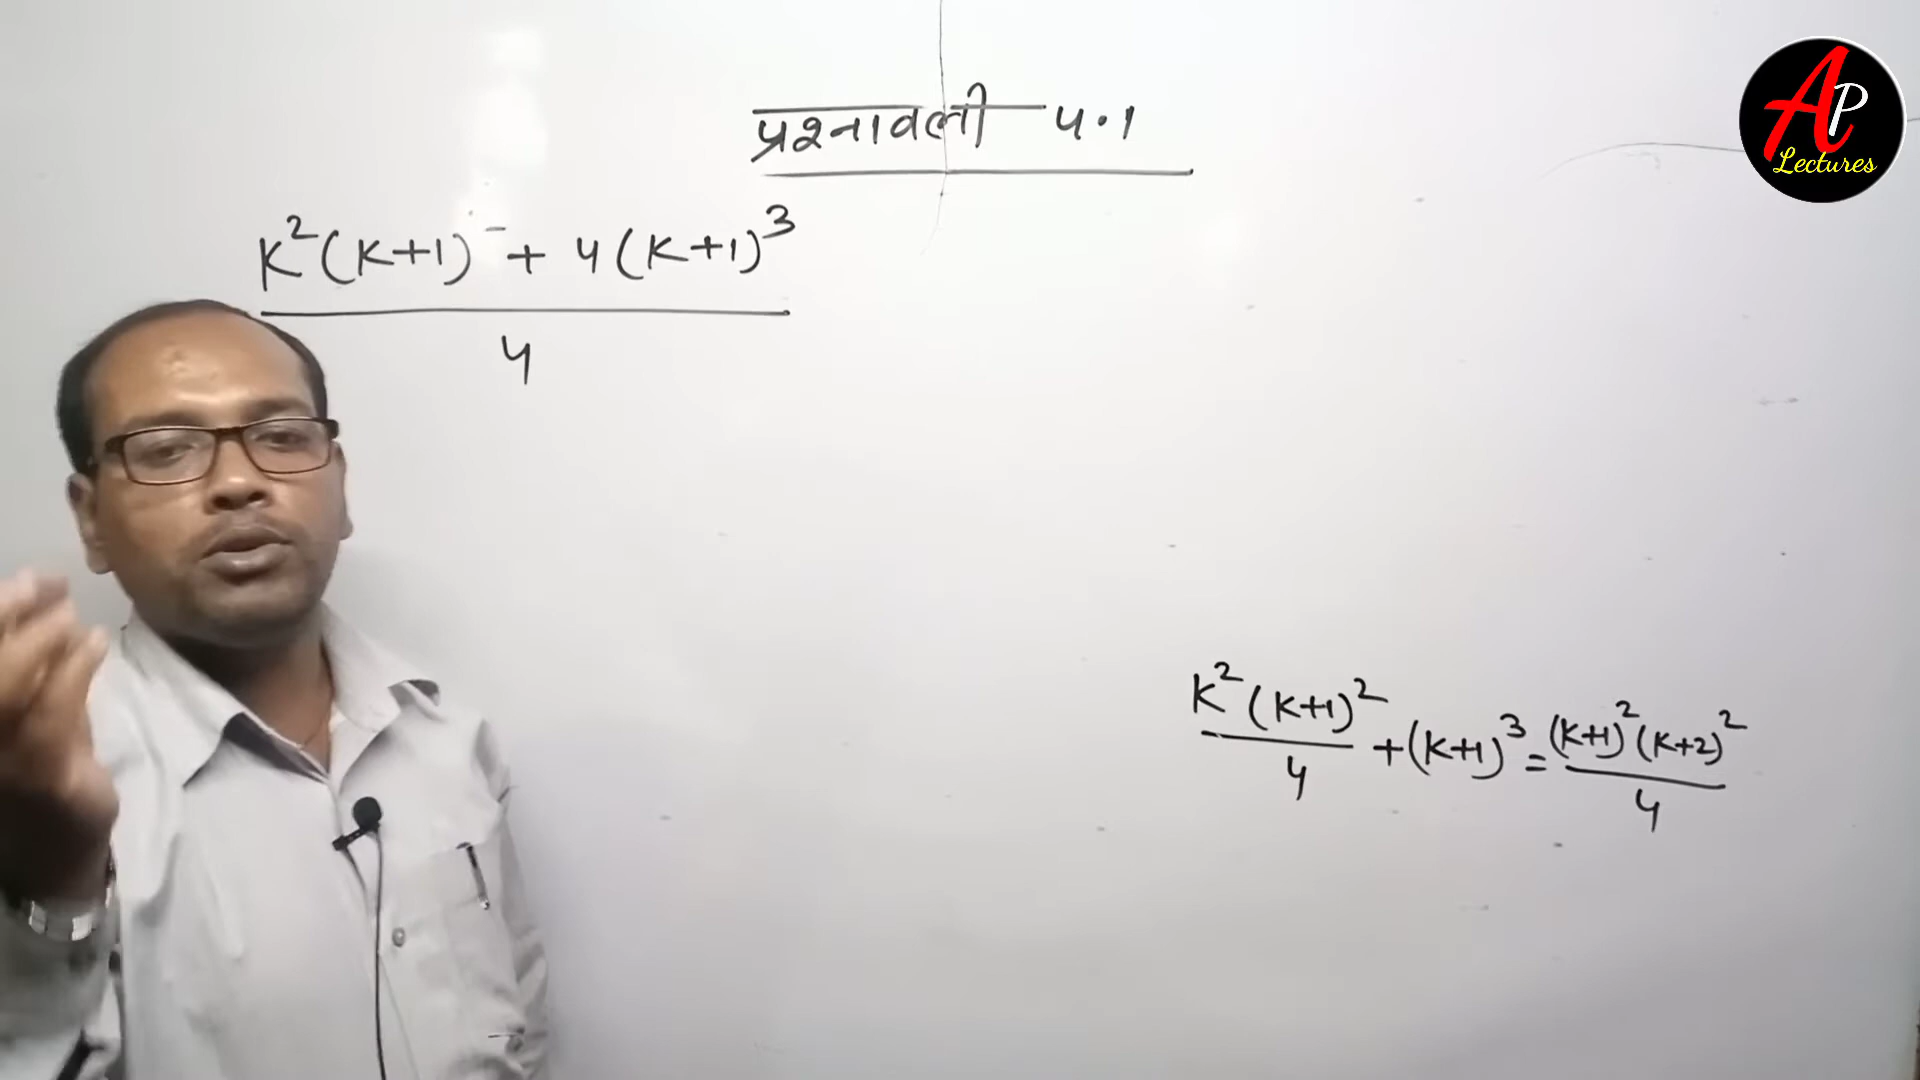 प्रश्नावली 4.1
AP
Lectures
K²(K+1)⁻ + 4(K+1)³
4
K²(K+1)²
4
+(K+1)³ =
(K+1)²(K+2)²
4